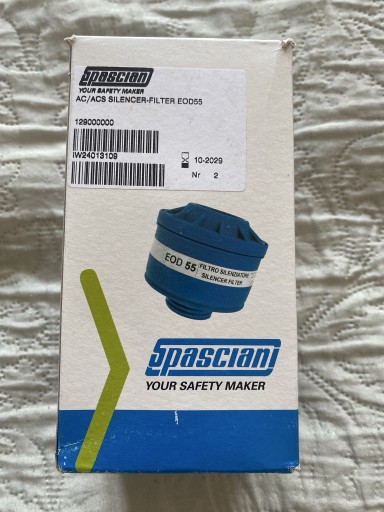 Spasciani
YOUR SAFETY MAKER
AC/ACS SILENCER-FILTER EOD55
129000000
IW24013109
10-2029
Nr 2
EOD 55
FILTRO SILENZIATORE
SILENCER FILTER
Spasciani
YOUR SAFETY MAKER